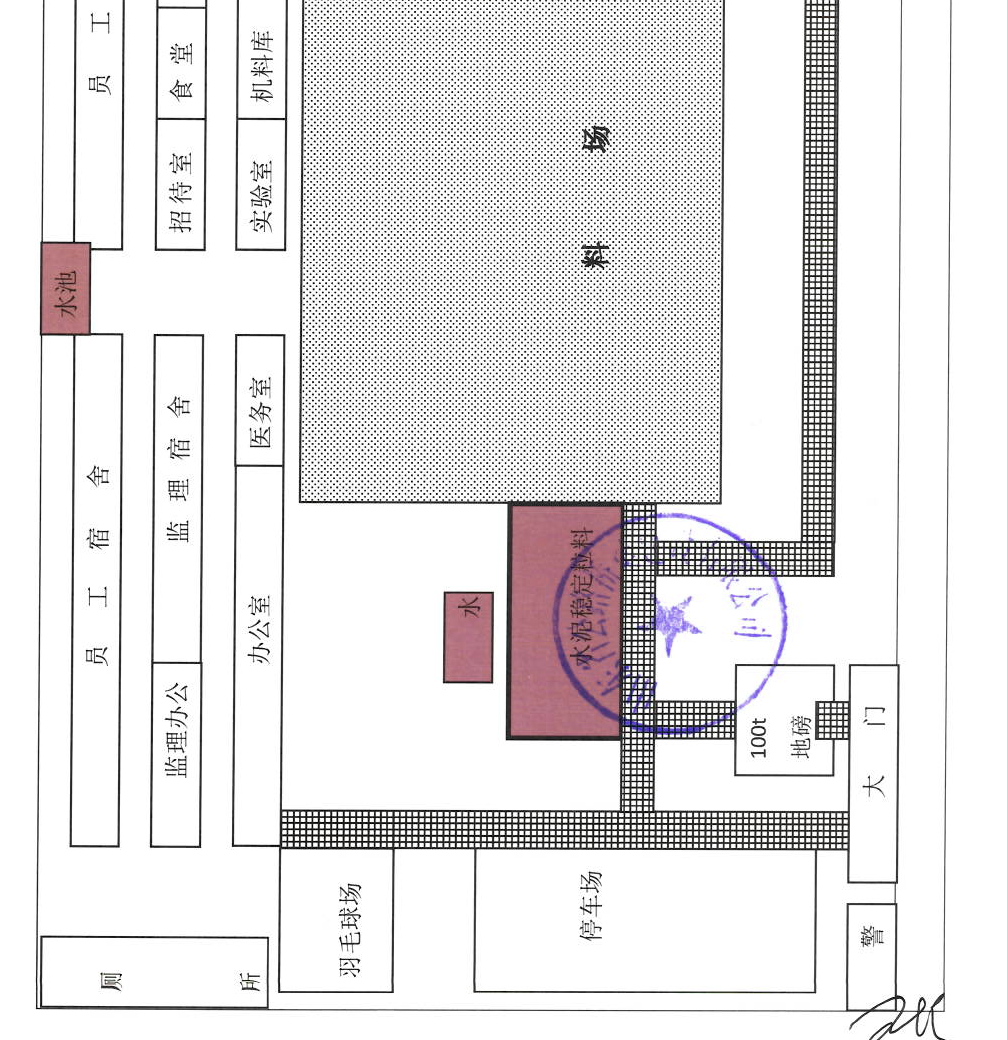 员 工
食堂
机料库
招待室
实验室
料 场
水池
员 工 宿 舍
监 理 宿 舍
医务室
监理办公
办公室
水
水泥稳定粒料
100t
地磅
大 门
羽毛球场
停车场
厕 所
警